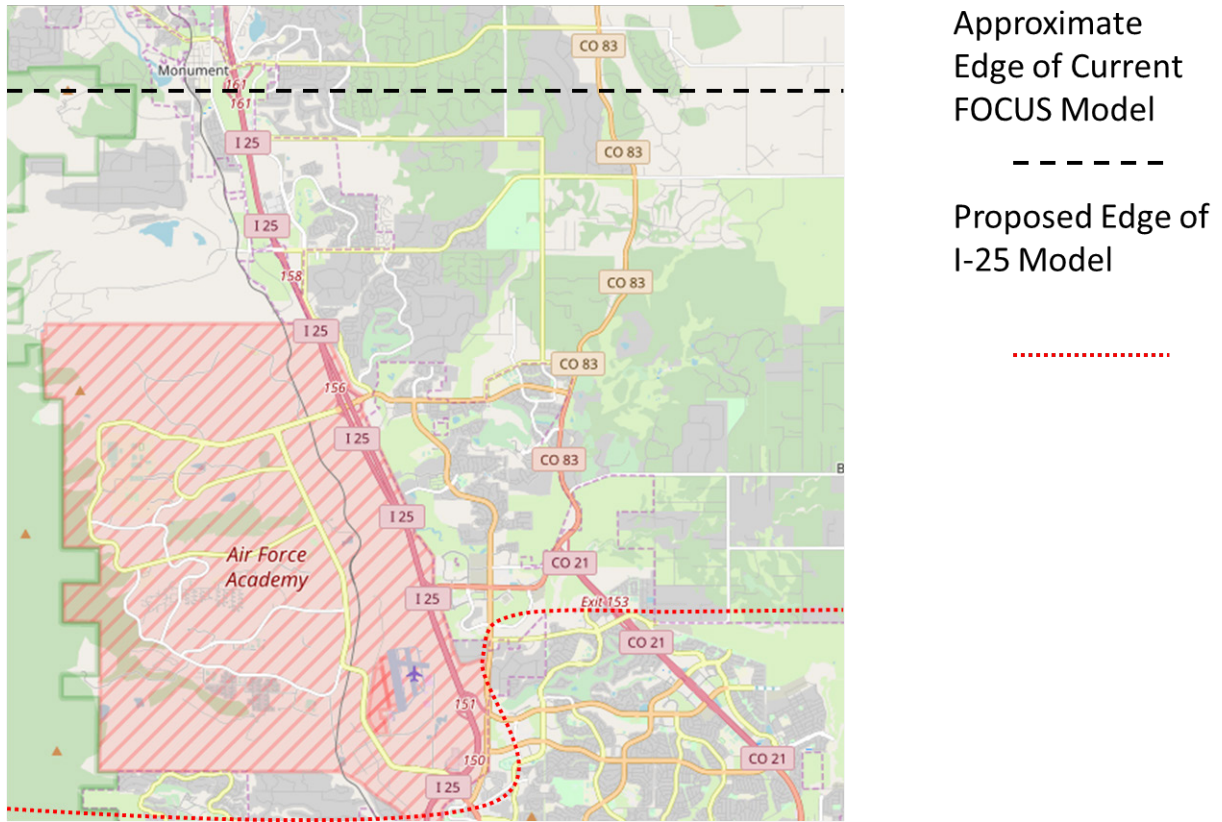 Approximate
Edge of Current
FOCUS Model
Proposed Edge of
I-25 Model
CO 83
Monument
161
161
I 25
CO 83
I 25
158
CO 83
I 25
CO 83
156
I 25
CO 83
B
I 25
Air Force
Academy
CO 21
I 25
Exit 153
CO 21
151
150
CO 21
I 25